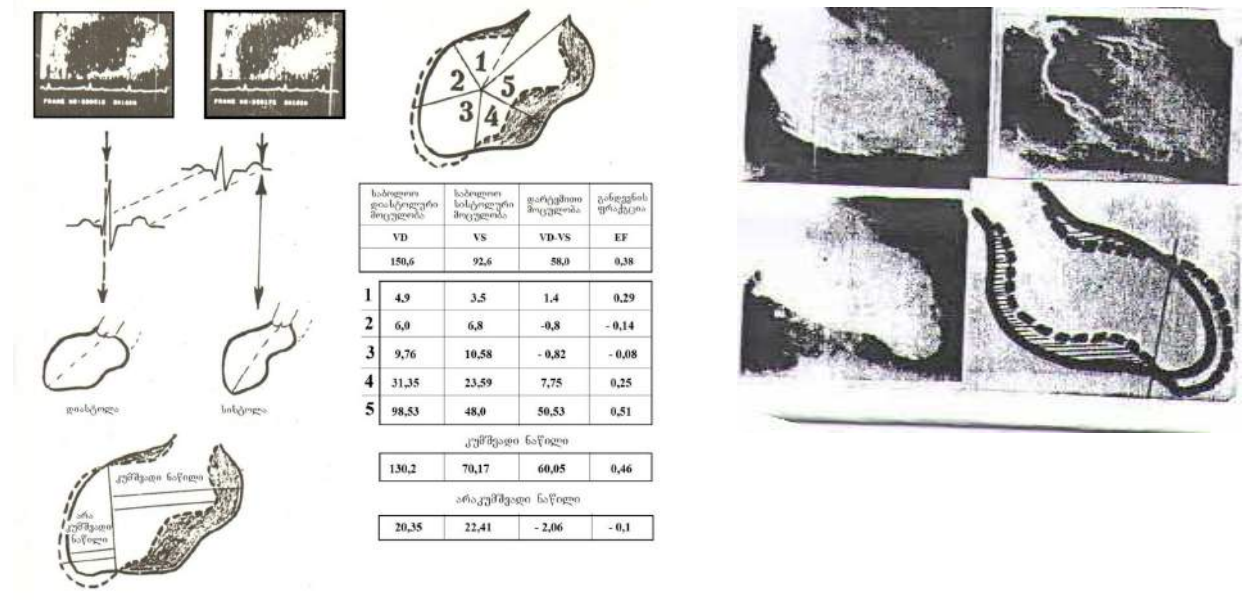 FRAME NO:
FRAME NO:
1
2
3
4
5
დიასტოლა
სისტოლა
კუმშვადი ნაწილი
არა
კუმშვადი
ნაწილი
საბოლოო დიასტოლური მოცულობა საბოლოო სისტოლური მოცულობა დარტყმითი მოცულობა განდევნის ფრაქცია
VD VS VD-VS EF
150,6 92,6 58,0 0,38
1 4,9 3.5 1.4 0,29
2 6,0 6,8 -0,8 - 0,14
3 9,76 10,58 - 0,82 - 0,08
4 31,35 23,59 7,75 0,25
5 98,53 48,0 50,53 0,51
კუმშვადი ნაწილი
130,2 70,17 60,05 0,46
არაკუმშვადი ნაწილი
20,35 22,41 - 2,06 - 0,1